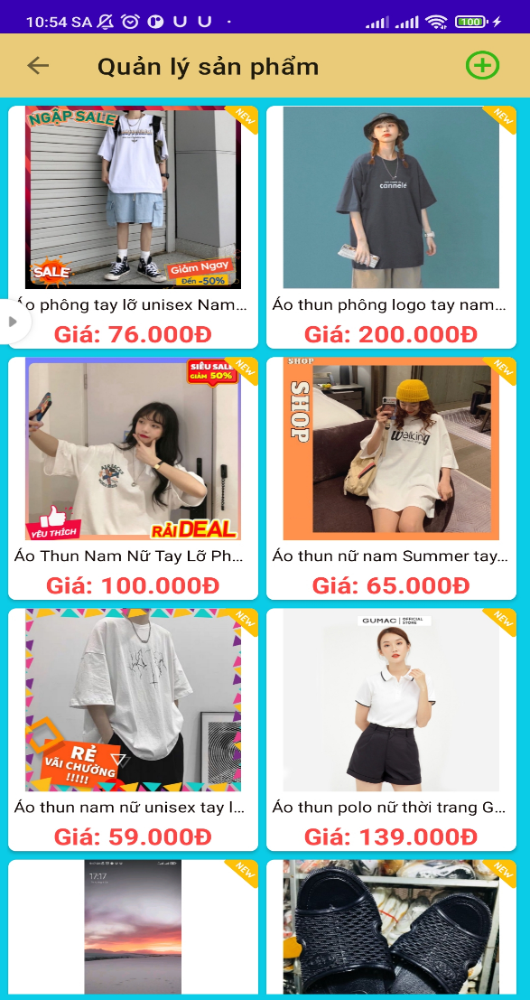 10:54 SA
100
Quản lý sản phẩm
NGẬP SALE
NEW
SALE
Giảm Ngay
Đến -50%
Áo phông tay lỡ unisex Nam...
Giá: 76.000Đ
NEW
cannelé
Áo thun phông logo tay nam...
Giá: 200.000Đ
SIÊU SALE
GIẢM 50%
NEW
YÊU THÍCH
RẢI DEAL
Áo Thun Nam Nữ Tay Lỡ Ph...
Giá: 100.000Đ
SHOP
SHOP
NEW
Walking
Áo thun nữ nam Summer tay...
Giá: 65.000Đ
NEW
RẺ
VÃI CHƯỞNG
!!!!!
Áo thun nam nữ unisex tay l...
Giá: 59.000Đ
GUMAC OFFICIAL STORE
NEW
Áo thun polo nữ thời trang G...
Giá: 139.000Đ
17:17
NEW
NEW